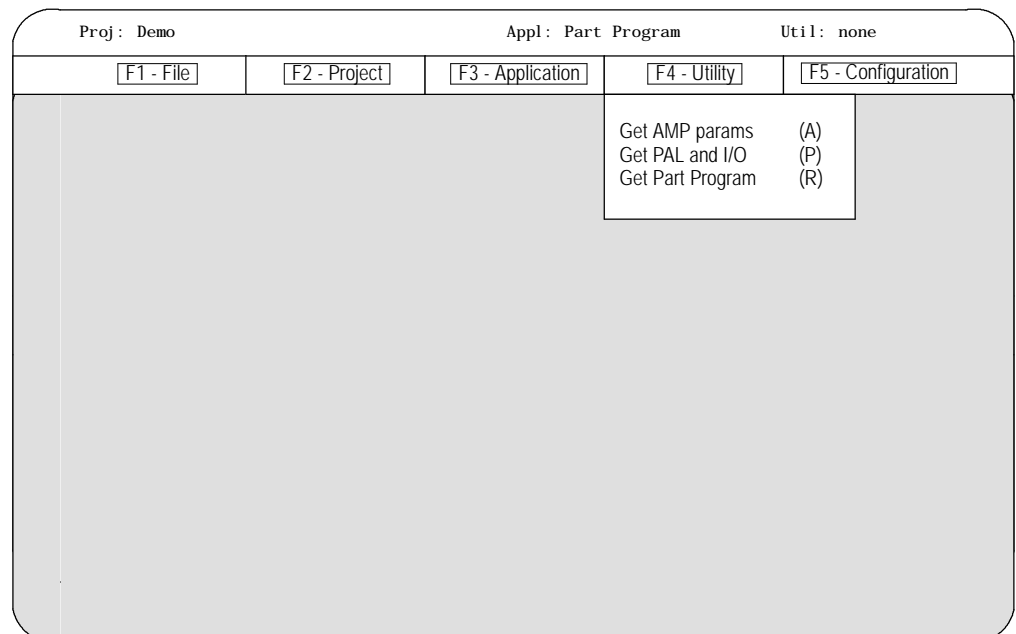 Proj: Demo Appl: Part Program Util: none
F1 - File F2 - Project F3 - Application F4 - Utility F5 - Configuration
Get AMP params (A)
Get PAL and I/O (P)
Get Part Program (R)